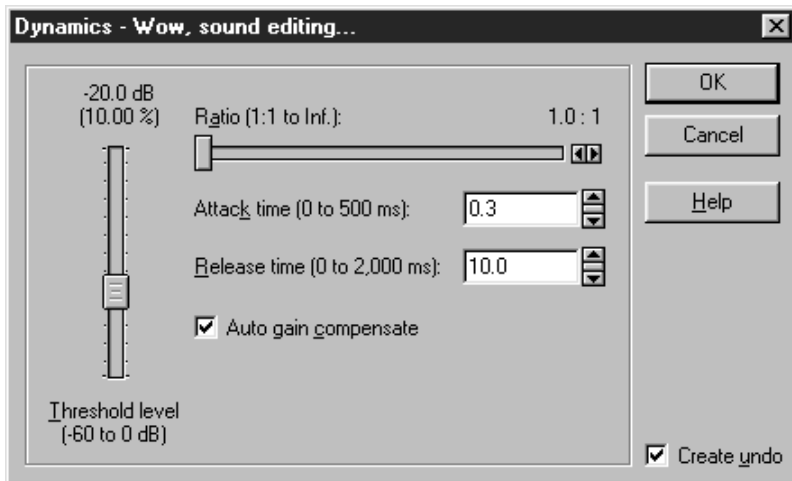 Dynamics - Wow, sound editing...
-20.0 dB
(10.00 %)
Ratio (1:1 to Inf.): 1.0 : 1
Attack time (0 to 500 ms): 0.3
Release time (0 to 2,000 ms): 10.0
Auto gain compensate
Threshold level
(-60 to 0 dB)
OK
Cancel
Help
Create undo